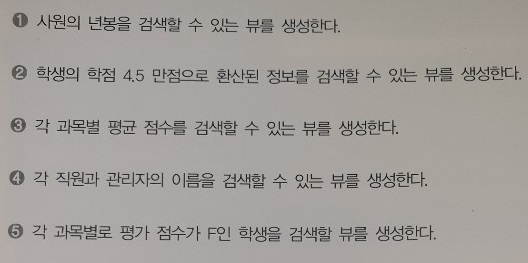 ❶ 사원의 년봉을 검색할 수 있는 뷰를 생성한다.
❷ 학생의 학점 4.5 만점으로 환산된 정보를 검색할 수 있는 뷰를 생성한다.
❸ 각 과목별 평균 점수를 검색할 수 있는 뷰를 생성한다.
❹ 각 직원과 관리자의 이름을 검색할 수 있는 뷰를 생성한다.
❺ 각 과목별로 평가 점수가 F인 학생을 검색할 뷰를 생성한다.